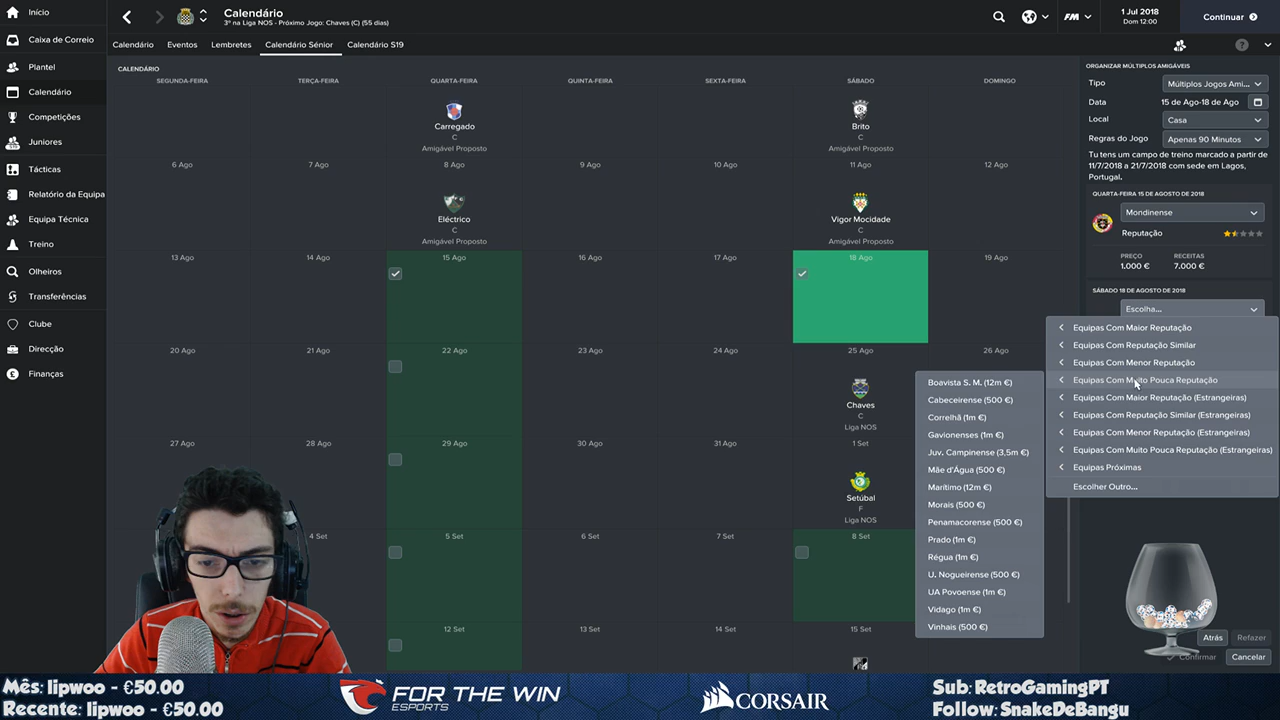 Início
Caixa de Correio
Plantel
Calendário
Competições
Juniores
Tácticas
Relatório da Equipa
Equipa Técnica
Treino
Olheiros
Transferências
Clube
Direcção
Finanças
Calendário
3º na Liga NOS - Próximo Jogo: Chaves (C) (55 dias)
FM
1 Jul 2018
Dom 12:00
Continuar
Calendário Eventos Lembretes Calendário Sénior Calendário S19
?
CALENDÁRIO
SEGUNDA-FEIRA TERÇA-FEIRA QUARTA-FEIRA QUINTA-FEIRA SEXTA-FEIRA SÁBADO DOMINGO
Carregado
C
Amigável Proposto
Brito
C
Amigável Proposto
6 Ago 7 Ago 8 Ago 9 Ago 10 Ago 11 Ago 12 Ago
Eléctrico
C
Amigável Proposto
Vigor Mocidade
C
Amigável Proposto
13 Ago 14 Ago 15 Ago 16 Ago 17 Ago 18 Ago 19 Ago
20 Ago 21 Ago 22 Ago 23 Ago 24 Ago 25 Ago 26 Ago
Chaves
C
Liga NOS
27 Ago 28 Ago 29 Ago 30 Ago 31 Ago 1 Set
Setúbal
F
Liga NOS
4 Set 5 Set 6 Set 7 Set 8 Set
12 Set 13 Set 14 Set 15 Set
ORGANIZAR MÚLTIPLOS AMIGÁVEIS
Tipo Múltiplos Jogos Ami...
Data 15 de Ago-18 de Ago
Local Casa
Regras do Jogo Apenas 90 Minutos
Tu tens um campo de treino marcado a partir de
11/7/2018 a 21/7/2018 com sede em Lagos,
Portugal.
QUARTA-FEIRA 15 DE AGOSTO DE 2018
Mondinense
Reputação
PREÇO RECEITAS
1.000 € 7.000 €
SÁBADO 18 DE AGOSTO DE 2018
Escolha...
Equipas Com Maior Reputação
Equipas Com Reputação Similar
Equipas Com Menor Reputação
Equipas Com Muito Pouca Reputação
Equipas Com Maior Reputação (Estrangeiras)
Equipas Com Reputação Similar (Estrangeiras)
Equipas Com Menor Reputação (Estrangeiras)
Equipas Com Muito Pouca Reputação (Estrangeiras)
Equipas Próximas
Escolher Outro...
Boavista S. M. (12m €)
Cabeceirense (500 €)
Correlhã (1m €)
Gavionenses (1m €)
Juv. Campinense (3,5m €)
Mãe d'Água (500 €)
Marítimo (12m €)
Morais (500 €)
Penamacorense (500 €)
Prado (1m €)
Régua (1m €)
U. Nogueirense (500 €)
UA Povoense (1m €)
Vidago (1m €)
Vinhais (500 €)
Atrás Refazer
Confirmar Cancelar
Mês: lipwoo - €50.00
Recente: lipwoo - €50.00
FOR THE WIN
ESPORTS
CORSAIR
Sub: RetroGamingPT
Follow: SnakeDeBangu